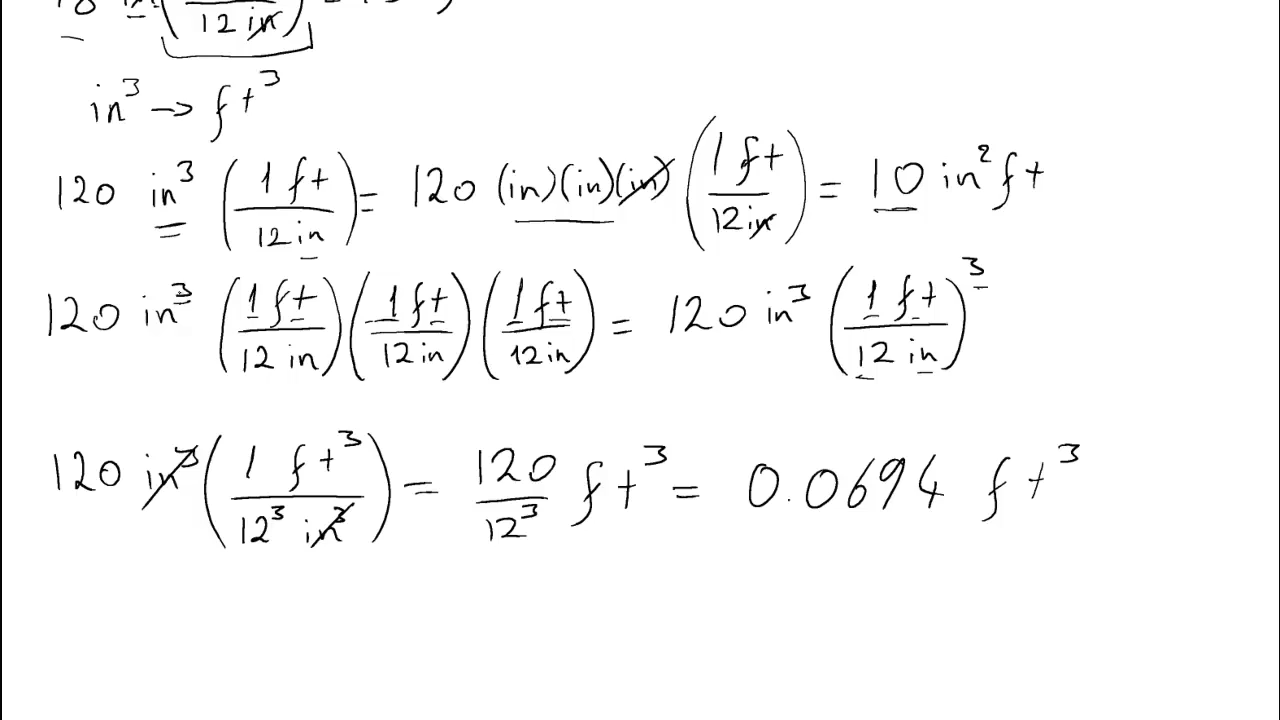 12 in
in³ → ft³
120 in³ (1 ft / 12 in) = 120 (in)(in)(in) (1 ft / 12 in) = 10 in² ft
120 in³ (1 ft / 12 in)(1 ft / 12 in)(1 ft / 12 in) = 120 in³ (1 ft / 12 in)³
120 in³ (1 ft³ / 12³ in³) = 120 / 12³ ft³ = 0.0694 ft³